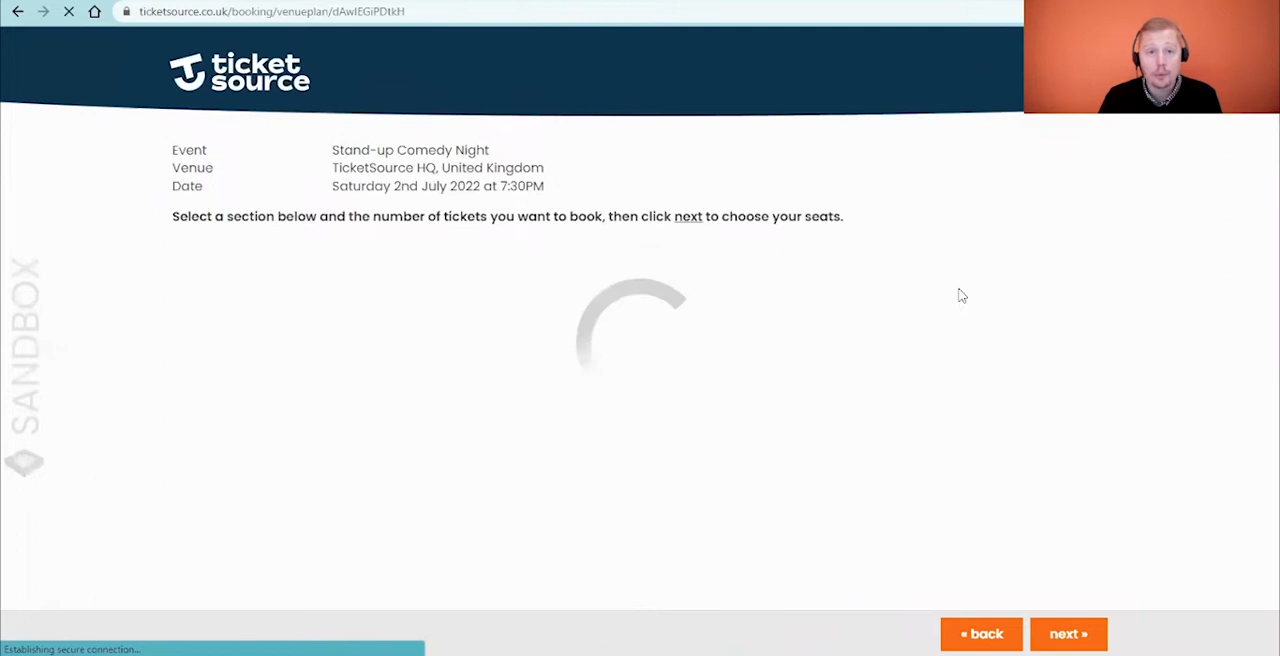 ticketsource.co.uk/booking/venueplan/dAwIEGiPDtkH
ticket
source
Event Stand-up Comedy Night
Venue TicketSource HQ, United Kingdom
Date Saturday 2nd July 2022 at 7:30PM
Select a section below and the number of tickets you want to book, then click next to choose your seats.
SANDBOX
« back next »
Establishing secure connection...